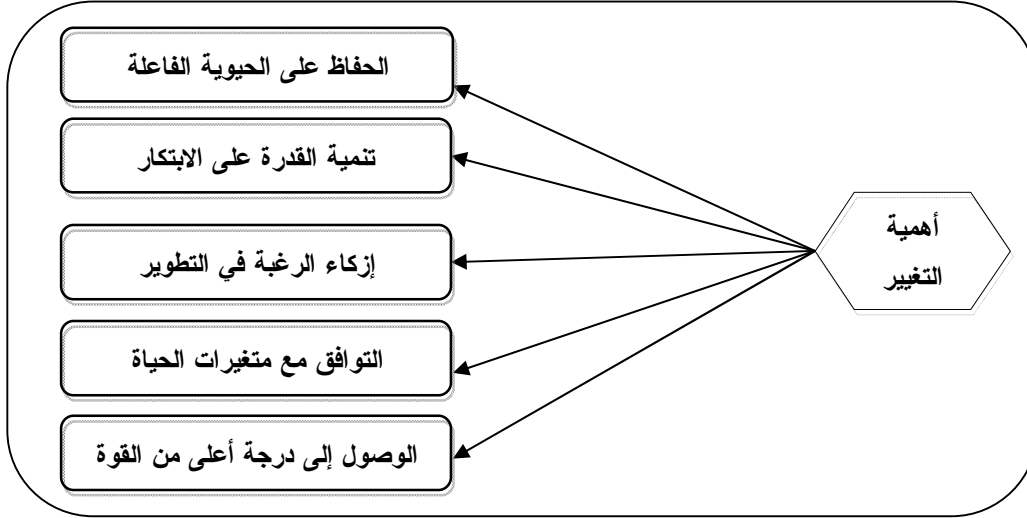 أهمية
التغيير
الحفاظ على الحيوية الفاعلة
تنمية القدرة على الابتكار
إزكاء الرغبة في التطوير
التوافق مع متغيرات الحياة
الوصول إلى درجة أعلى من القوة